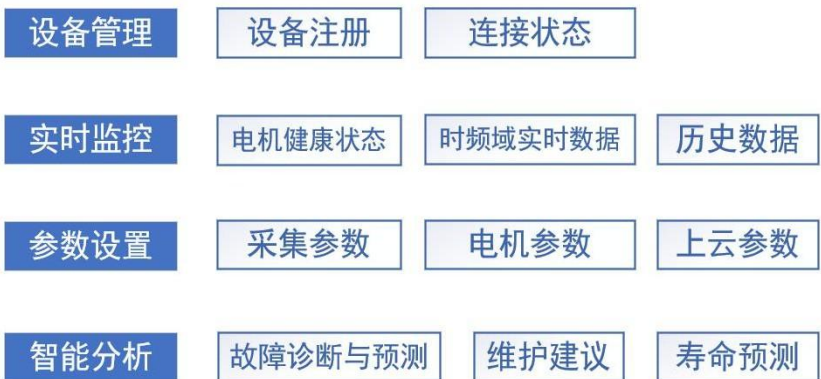 设备管理 设备注册 连接状态
实时监控 电机健康状态 时频域实时数据 历史数据
参数设置 采集参数 电机参数 上云参数
智能分析 故障诊断与预测 维护建议 寿命预测